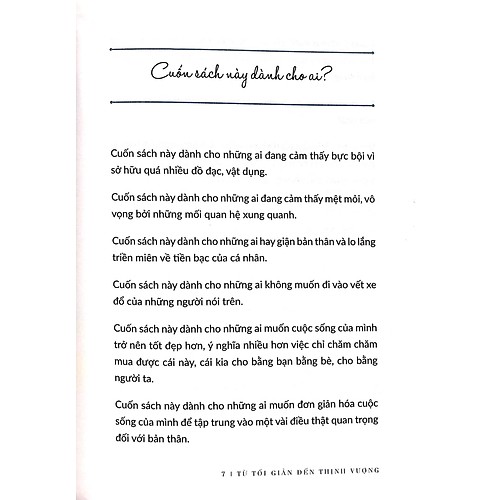 Cuốn sách này dành cho ai?
Cuốn sách này dành cho những ai đang cảm thấy bực bội vì
sở hữu quá nhiều đồ đạc, vật dụng.
Cuốn sách này dành cho những ai đang cảm thấy mệt mỏi, vô
vọng bởi những mối quan hệ xung quanh.
Cuốn sách này dành cho những ai hay giận bản thân và lo lắng
triền miên về tiền bạc của cá nhân.
Cuốn sách này dành cho những ai không muốn đi vào vết xe
đổ của những người nói trên.
Cuốn sách này dành cho những ai muốn cuộc sống của mình
trở nên tốt đẹp hơn, ý nghĩa nhiều hơn việc chỉ chăm chăm
mua được cái này, cái kia cho bằng bạn bằng bè, cho bằng
người ta.
Cuốn sách này dành cho những ai muốn đơn giản hóa cuộc
sống của mình để tập trung vào một vài điều thật quan trọng
đối với bản thân.
7 | TỪ TỐI GIẢN ĐẾN THỊNH VƯỢNG